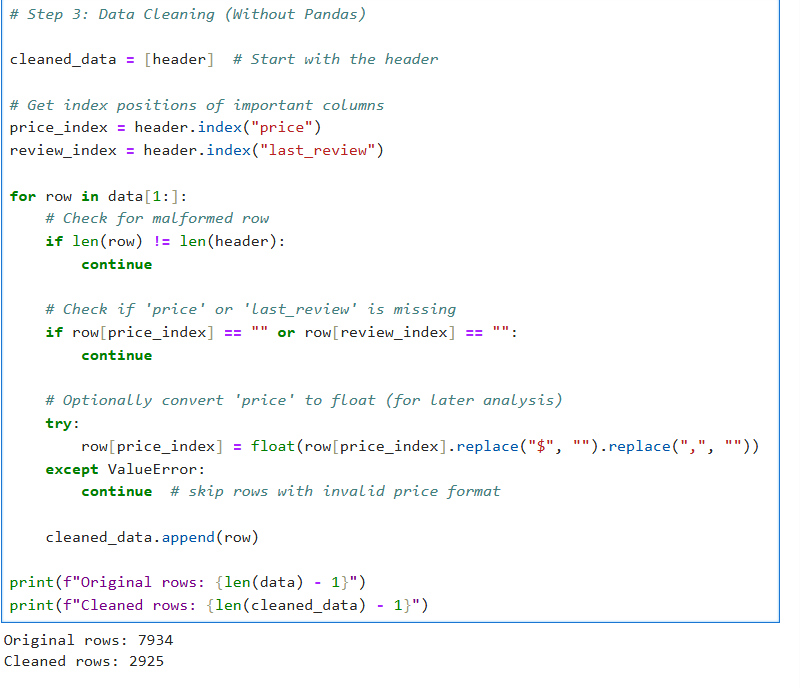 # Step 3: Data Cleaning (Without Pandas)
cleaned_data = [header]  # Start with the header
# Get index positions of important columns
price_index = header.index("price")
review_index = header.index("last_review")
for row in data[1:]:
    # Check for malformed row
    if len(row) != len(header):
        continue
    # Check if 'price' or 'last_review' is missing
    if row[price_index] == "" or row[review_index] == "":
        continue
    # Optionally convert 'price' to float (for later analysis)
    try:
        row[price_index] = float(row[price_index].replace("$", "").replace(",", ""))
    except ValueError:
        continue  # skip rows with invalid price format
    cleaned_data.append(row)
print(f"Original rows: {len(data) - 1}")
print(f"Cleaned rows: {len(cleaned_data) - 1}")
Original rows: 7934
Cleaned rows: 2925